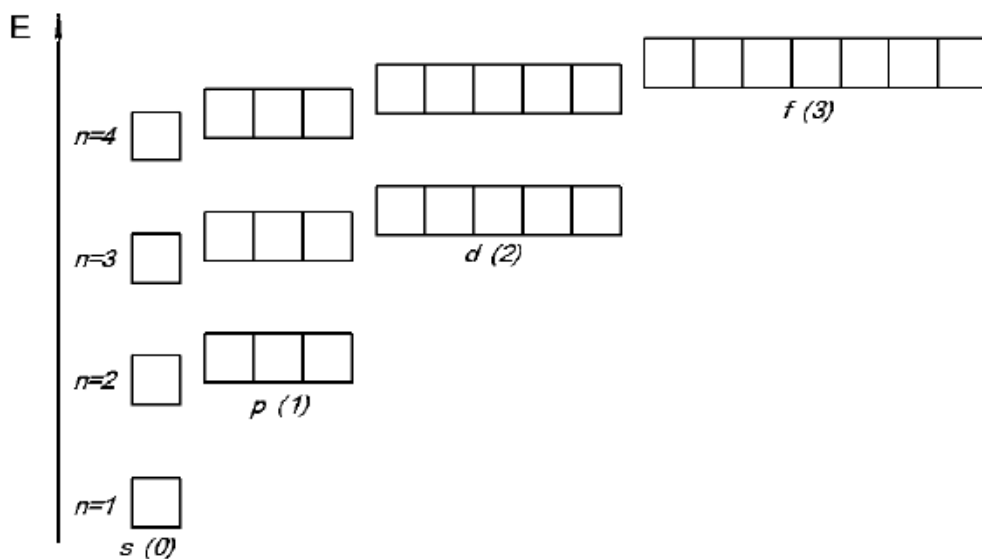 E
n=4
f (3)
n=3
d (2)
n=2
p (1)
n=1
s (0)